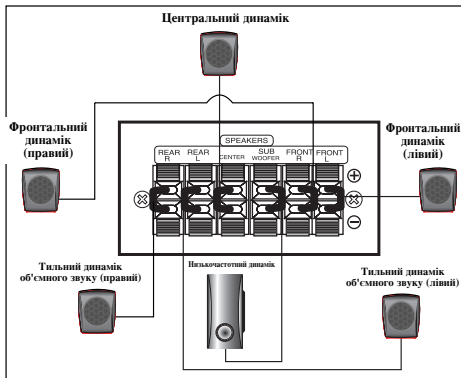 Центральний динамік
Фронтальний
динамік
(правий)
Фронтальний
динамік
(лівий)
SPEAKERS
REAR
R
REAR
L
CENTER
SUB
WOOFER
FRONT
R
FRONT
L
+
−
Тильний динамік
об'ємного звуку (правий)
Низькочастотний динамік
Тильний динамік
об'ємного звуку (лівий)